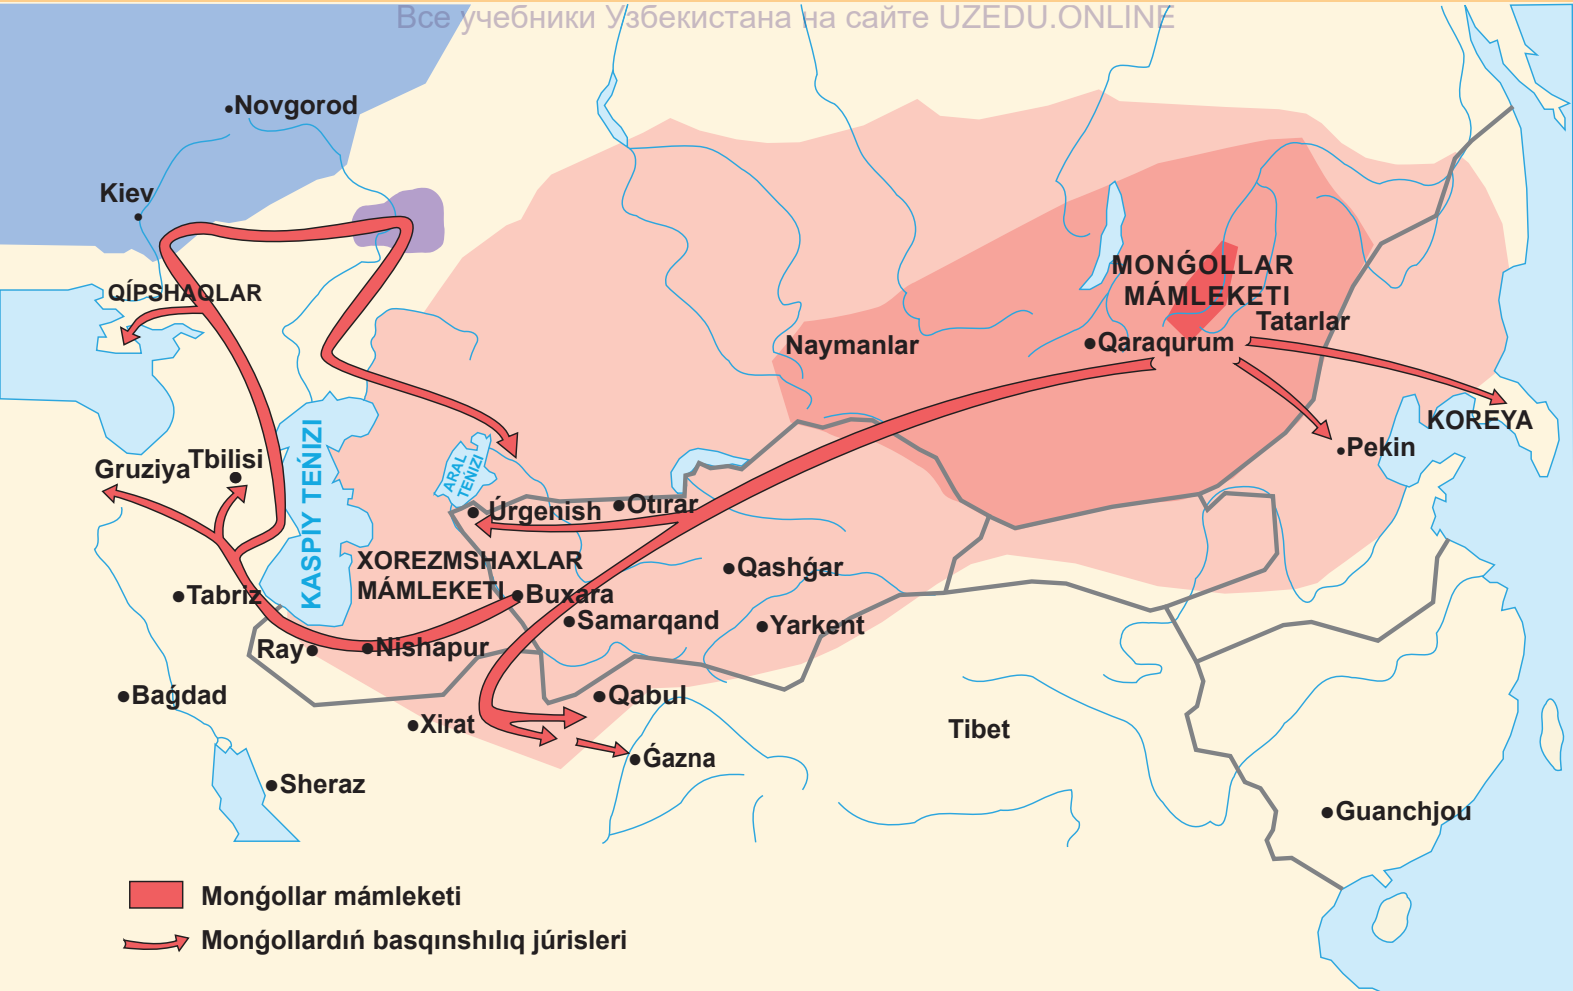 Все учебники Узбекистана на сайте UZEDU.ONLINE
Novgorod
Kiev
QÍPSHAQLAR
MONǴOLLAR
MÁMLEKETI
Tatarlar
Naymanlar
Qaraqurum
KOREYA
Pekin
Gruziya
Tbilisi
KASPIY TEŃIZI
ARAL
TEŃIZI
Úrgenish
Otırar
XOREZMSHAXLAR
MÁMLEKETI
Buxara
Qashǵar
Tabriz
Samarqand
Yarkent
Ray
Nishapur
Baǵdad
Qabul
Xirat
Tibet
Ǵazna
Sheraz
Guanchjou
Monǵollar mámleketi
Monǵollardıń basqınshılıq júrisleri